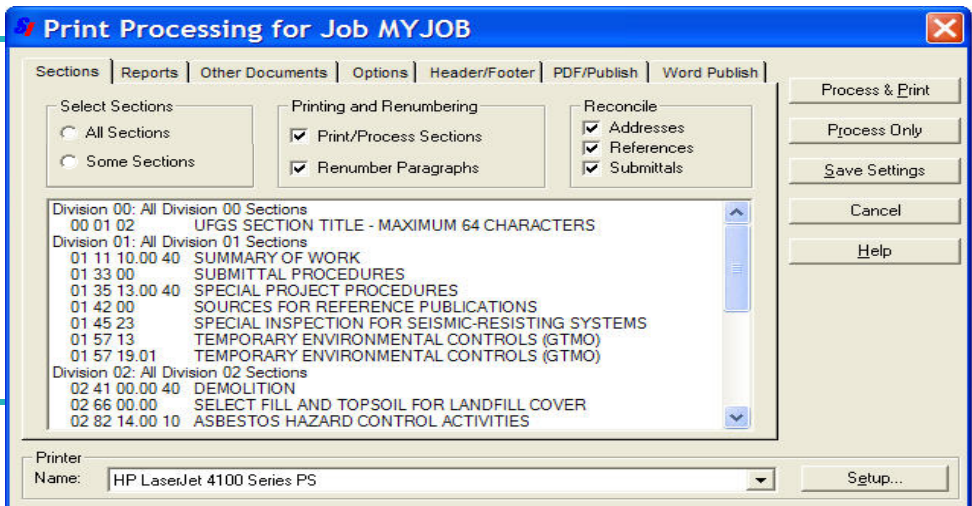 Print Processing for Job MYJOB
Sections Reports Other Documents Options Header/Footer PDF/Publish Word Publish
Select Sections
All Sections
Some Sections
Printing and Renumbering
Print/Process Sections
Renumber Paragraphs
Reconcile
Addresses
References
Submittals
Process & Print
Process Only
Save Settings
Cancel
Help
Division 00: All Division 00 Sections
00 01 02 UFGS SECTION TITLE - MAXIMUM 64 CHARACTERS
Division 01: All Division 01 Sections
01 11 10.00 40 SUMMARY OF WORK
01 33 00 SUBMITTAL PROCEDURES
01 35 13.00 40 SPECIAL PROJECT PROCEDURES
01 42 00 SOURCES FOR REFERENCE PUBLICATIONS
01 45 23 SPECIAL INSPECTION FOR SEISMIC-RESISTING SYSTEMS
01 57 13 TEMPORARY ENVIRONMENTAL CONTROLS (GTMO)
01 57 19.01 TEMPORARY ENVIRONMENTAL CONTROLS (GTMO)
Division 02: All Division 02 Sections
02 41 00.00 40 DEMOLITION
02 66 00.00 SELECT FILL AND TOPSOIL FOR LANDFILL COVER
02 82 14.00 10 ASBESTOS HAZARD CONTROL ACTIVITIES
Printer
Name: HP LaserJet 4100 Series PS
Setup...